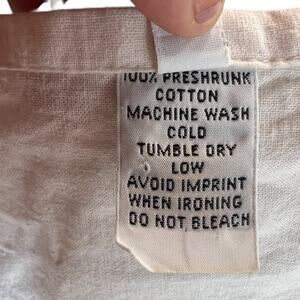 100% PRESHRUNK
COTTON
MACHINE WASH
COLD
TUMBLE DRY
LOW
AVOID IMPRINT
WHEN IRONING
DO NOT BLEACH